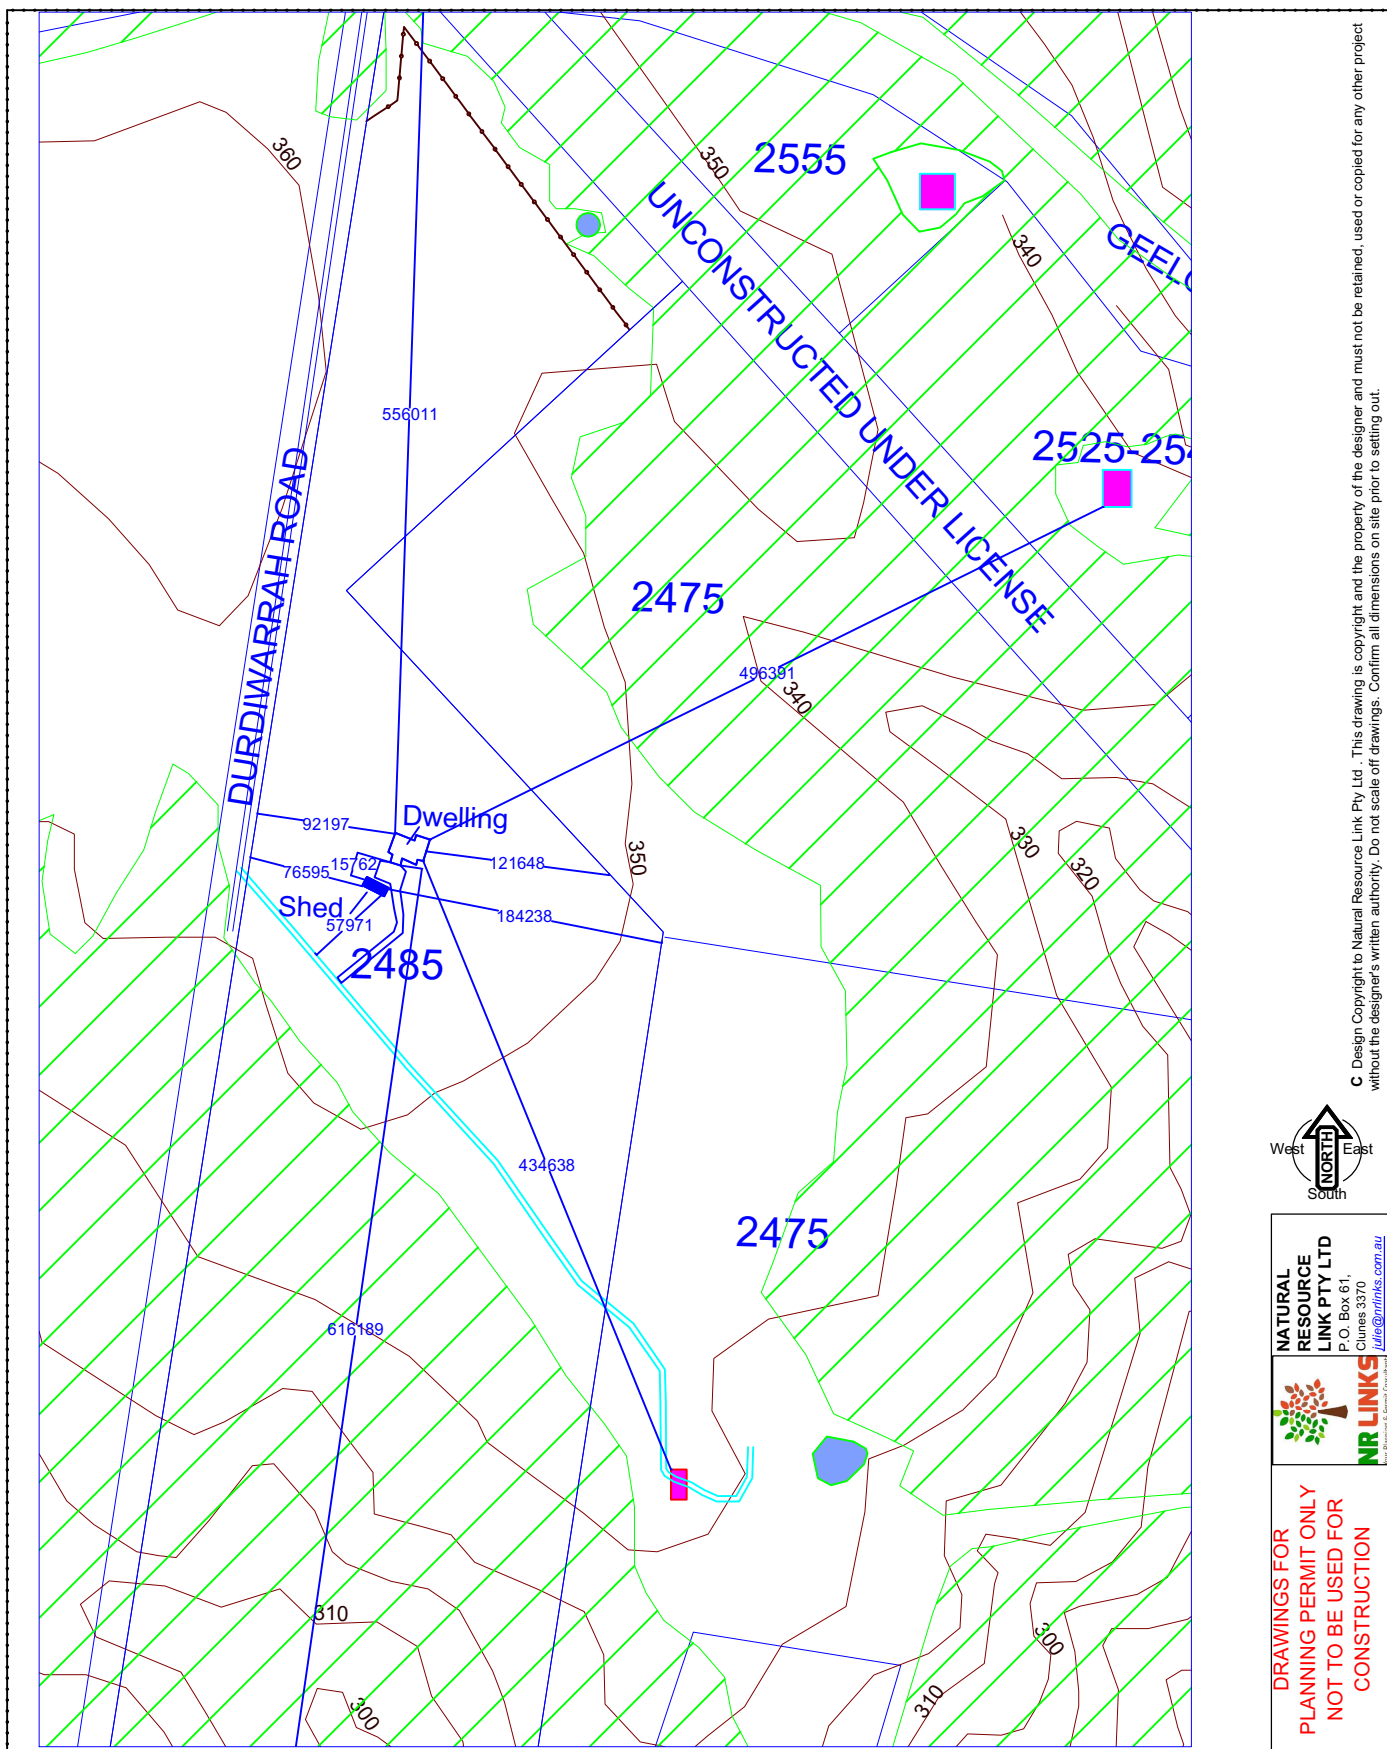 360
350
2555
340
GEEL
UNCONSTRUCTED UNDER LICENSE
556011
2525-254
DURDIWARRAH ROAD
2475
496391
340
92197
Dwelling
121648
15762
76595
Shed
57971
184238
2485
350
330
320
434638
2475
616189
310
300
300
310
C Design Copyright to Natural Resource Link Pty Ltd . This drawing is copyright and the property of the designer and must not be retained, used or copied for any other project
without the designer's written authority. Do not scale off drawings. Confirm all dimensions on site prior to setting out.
West
NORTH
East
South
NATURAL
RESOURCE
LINK PTY LTD
P.O. Box 61,
Clunes 3370
julie@nrlinks.com.au
NR LINKS
DRAWINGS FOR
PLANNING PERMIT ONLY
NOT TO BE USED FOR
CONSTRUCTION